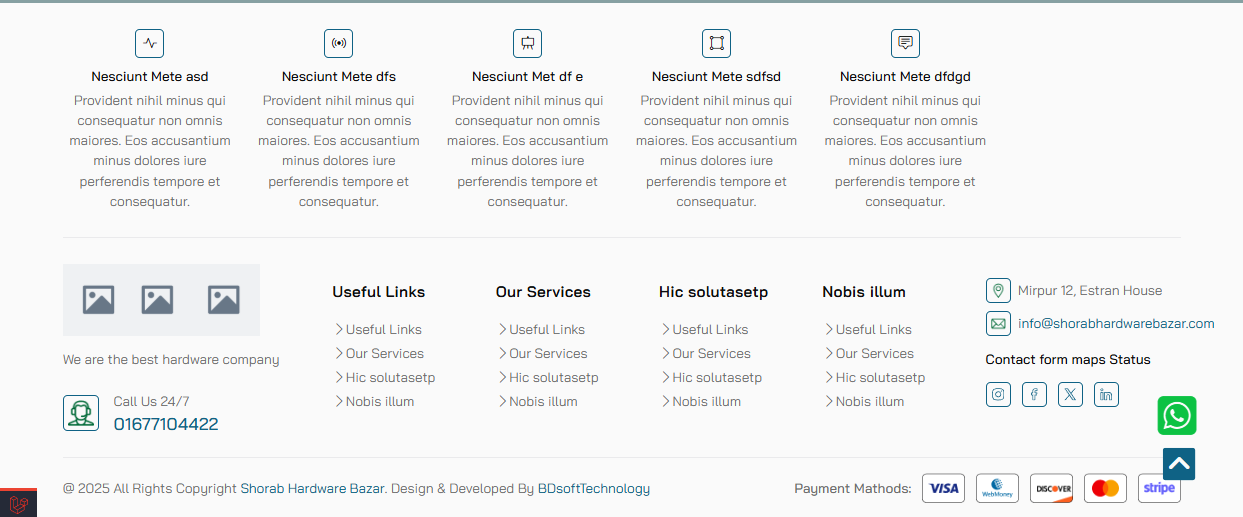 Nesciunt Mete asd
Provident nihil minus qui
consequatur non omnis
maiores. Eos accusantium
minus dolores iure
perferendis tempore et
consequatur.
Nesciunt Mete dfs
Provident nihil minus qui
consequatur non omnis
maiores. Eos accusantium
minus dolores iure
perferendis tempore et
consequatur.
Nesciunt Met df e
Provident nihil minus qui
consequatur non omnis
maiores. Eos accusantium
minus dolores iure
perferendis tempore et
consequatur.
Nesciunt Mete sdfsd
Provident nihil minus qui
consequatur non omnis
maiores. Eos accusantium
minus dolores iure
perferendis tempore et
consequatur.
Nesciunt Mete dfdgd
Provident nihil minus qui
consequatur non omnis
maiores. Eos accusantium
minus dolores iure
perferendis tempore et
consequatur.
We are the best hardware company
Call Us 24/7
01677104422
Useful Links
Useful Links
Our Services
Hic solutasetp
Nobis illum
Our Services
Useful Links
Our Services
Hic solutasetp
Nobis illum
Hic solutasetp
Useful Links
Our Services
Hic solutasetp
Nobis illum
Nobis illum
Useful Links
Our Services
Hic solutasetp
Nobis illum
Mirpur 12, Estran House
info@shorabhardwarebazar.com
Contact form maps Status
@ 2025 All Rights Copyright Shorab Hardware Bazar. Design & Developed By BDsoftTechnology
Payment Mathods:
VISA
WebMoney
DISCOVER
stripe